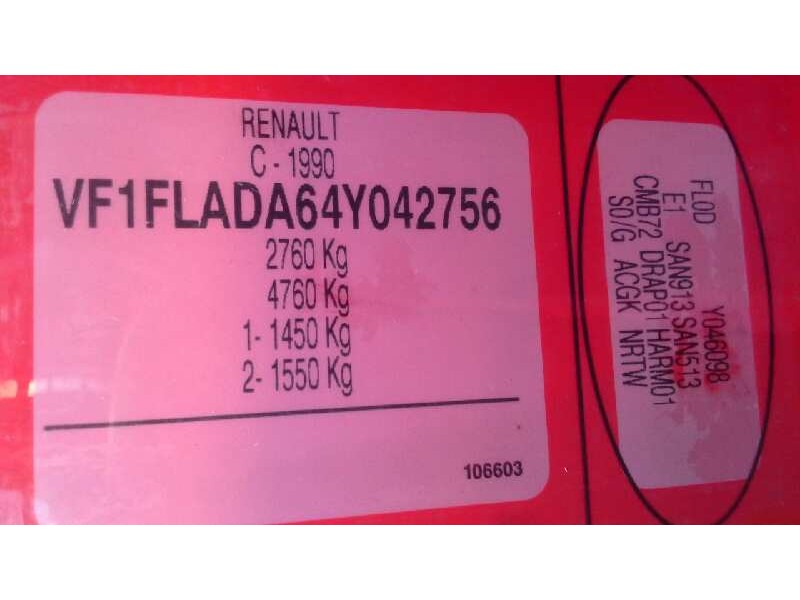 RENAULT
C - 1990
VF1FLADA64Y042756
2760 Kg
4760 Kg
1- 1450 Kg
2- 1550 Kg
106603
FL0D Y046098
E1 SAN913 SAN513
CMB72 DRAP01 HARM01
S0/G ACGK NRTW